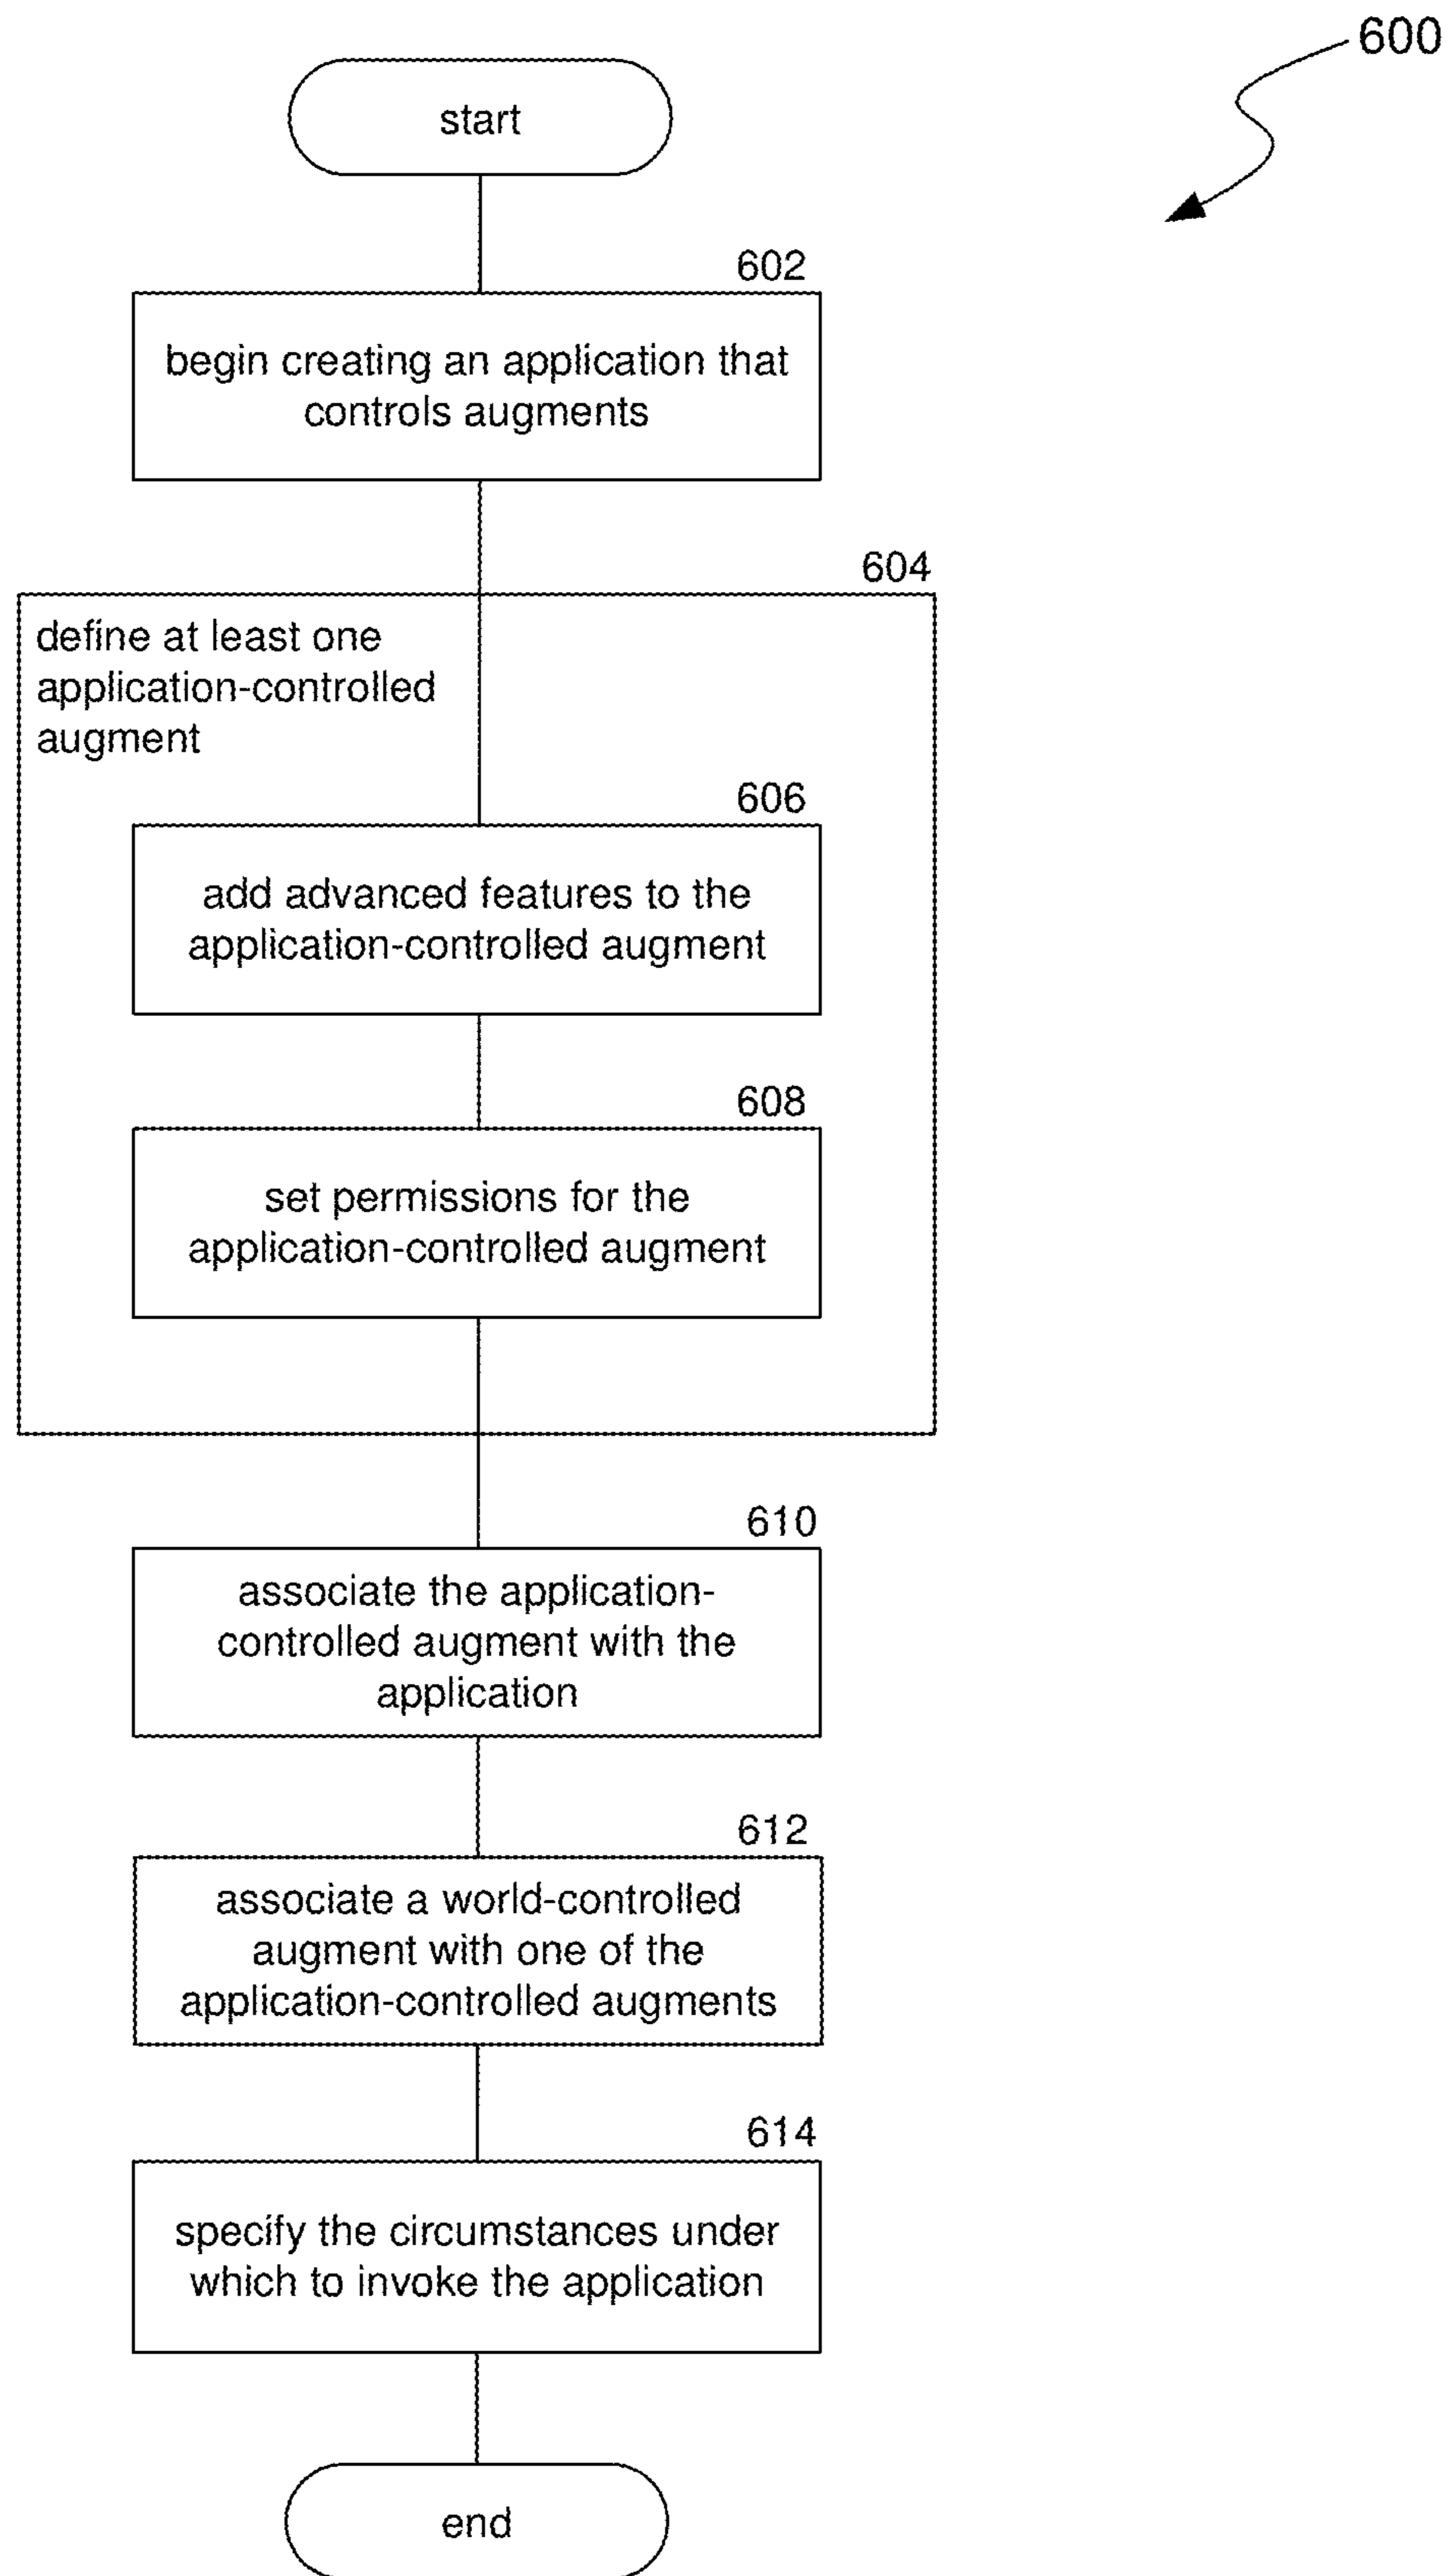 600
start
602
begin creating an application that
controls augments
604
define at least one
application-controlled
augment
606
add advanced features to the
application-controlled augment
608
set permissions for the
application-controlled augment
610
associate the application-
controlled augment with the
application
612
associate a world-controlled
augment with one of the
application-controlled augments
614
specify the circumstances under
which to invoke the application
end